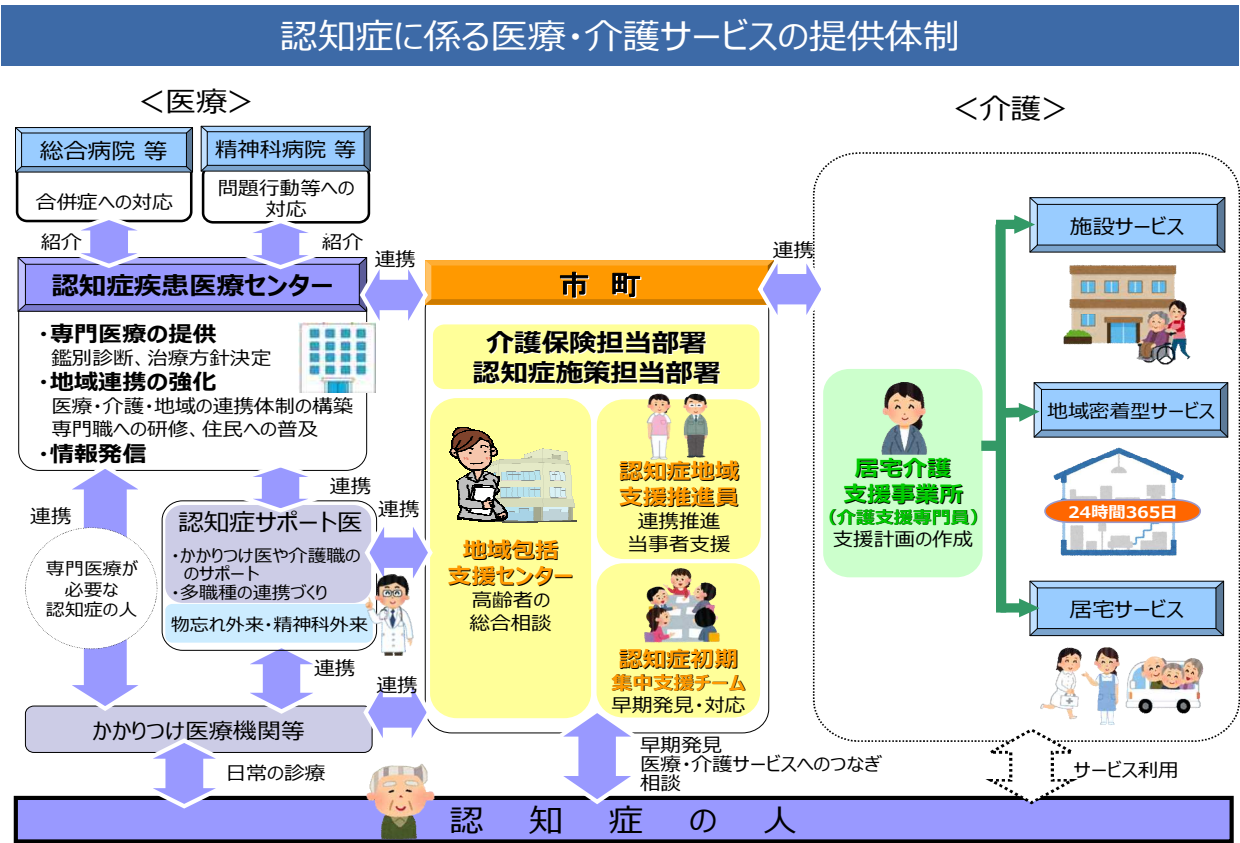 認知症に係る医療・介護サービスの提供体制
＜医療＞
総合病院 等
合併症への対応
精神科病院 等
問題行動等への
対応
紹介
紹介
認知症疾患医療センター
・専門医療の提供
鑑別診断、治療方針決定
・地域連携の強化
医療・介護・地域の連携体制の構築
専門職への研修、住民への普及
・情報発信
連携
連携
専門医療が
必要な
認知症の人
認知症サポート医
・かかりつけ医や介護職の
のサポート
・多職種の連携づくり
物忘れ外来・精神科外来
連携
かかりつけ医療機関等
日常の診療
連携
連携
連携
市 町
介護保険担当部署
認知症施策担当部署
地域包括
支援センター
高齢者の
総合相談
認知症地域
支援推進員
連携推進
当事者支援
認知症初期
集中支援チーム
早期発見・対応
早期発見
医療・介護サービスへのつなぎ
相談
連携
＜介護＞
居宅介護
支援事業所
(介護支援専門員)
支援計画の作成
施設サービス
地域密着型サービス
24時間365日
居宅サービス
サービス利用
認 知 症 の 人